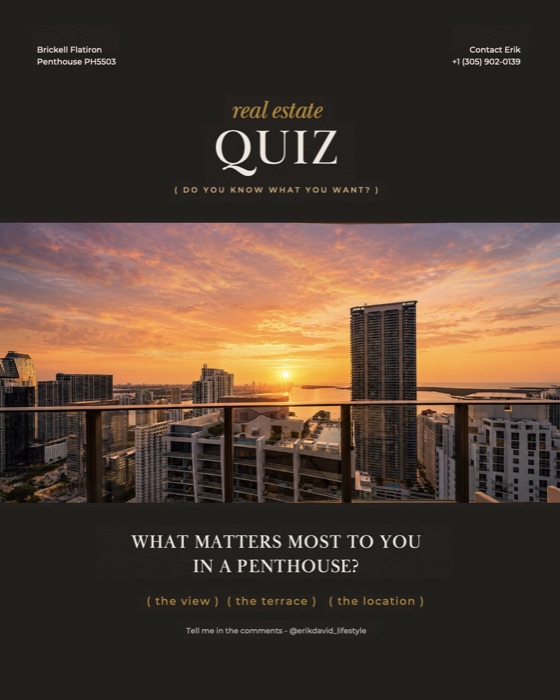 Brickell Flatiron
Penthouse PH5503
Contact Erik
+1 (305) 902-0139
real estate
QUIZ
( DO YOU KNOW WHAT YOU WANT? )
WHAT MATTERS MOST TO YOU
IN A PENTHOUSE?
( the view ) ( the terrace ) ( the location )
Tell me in the comments - @erikdavid_lifestyle